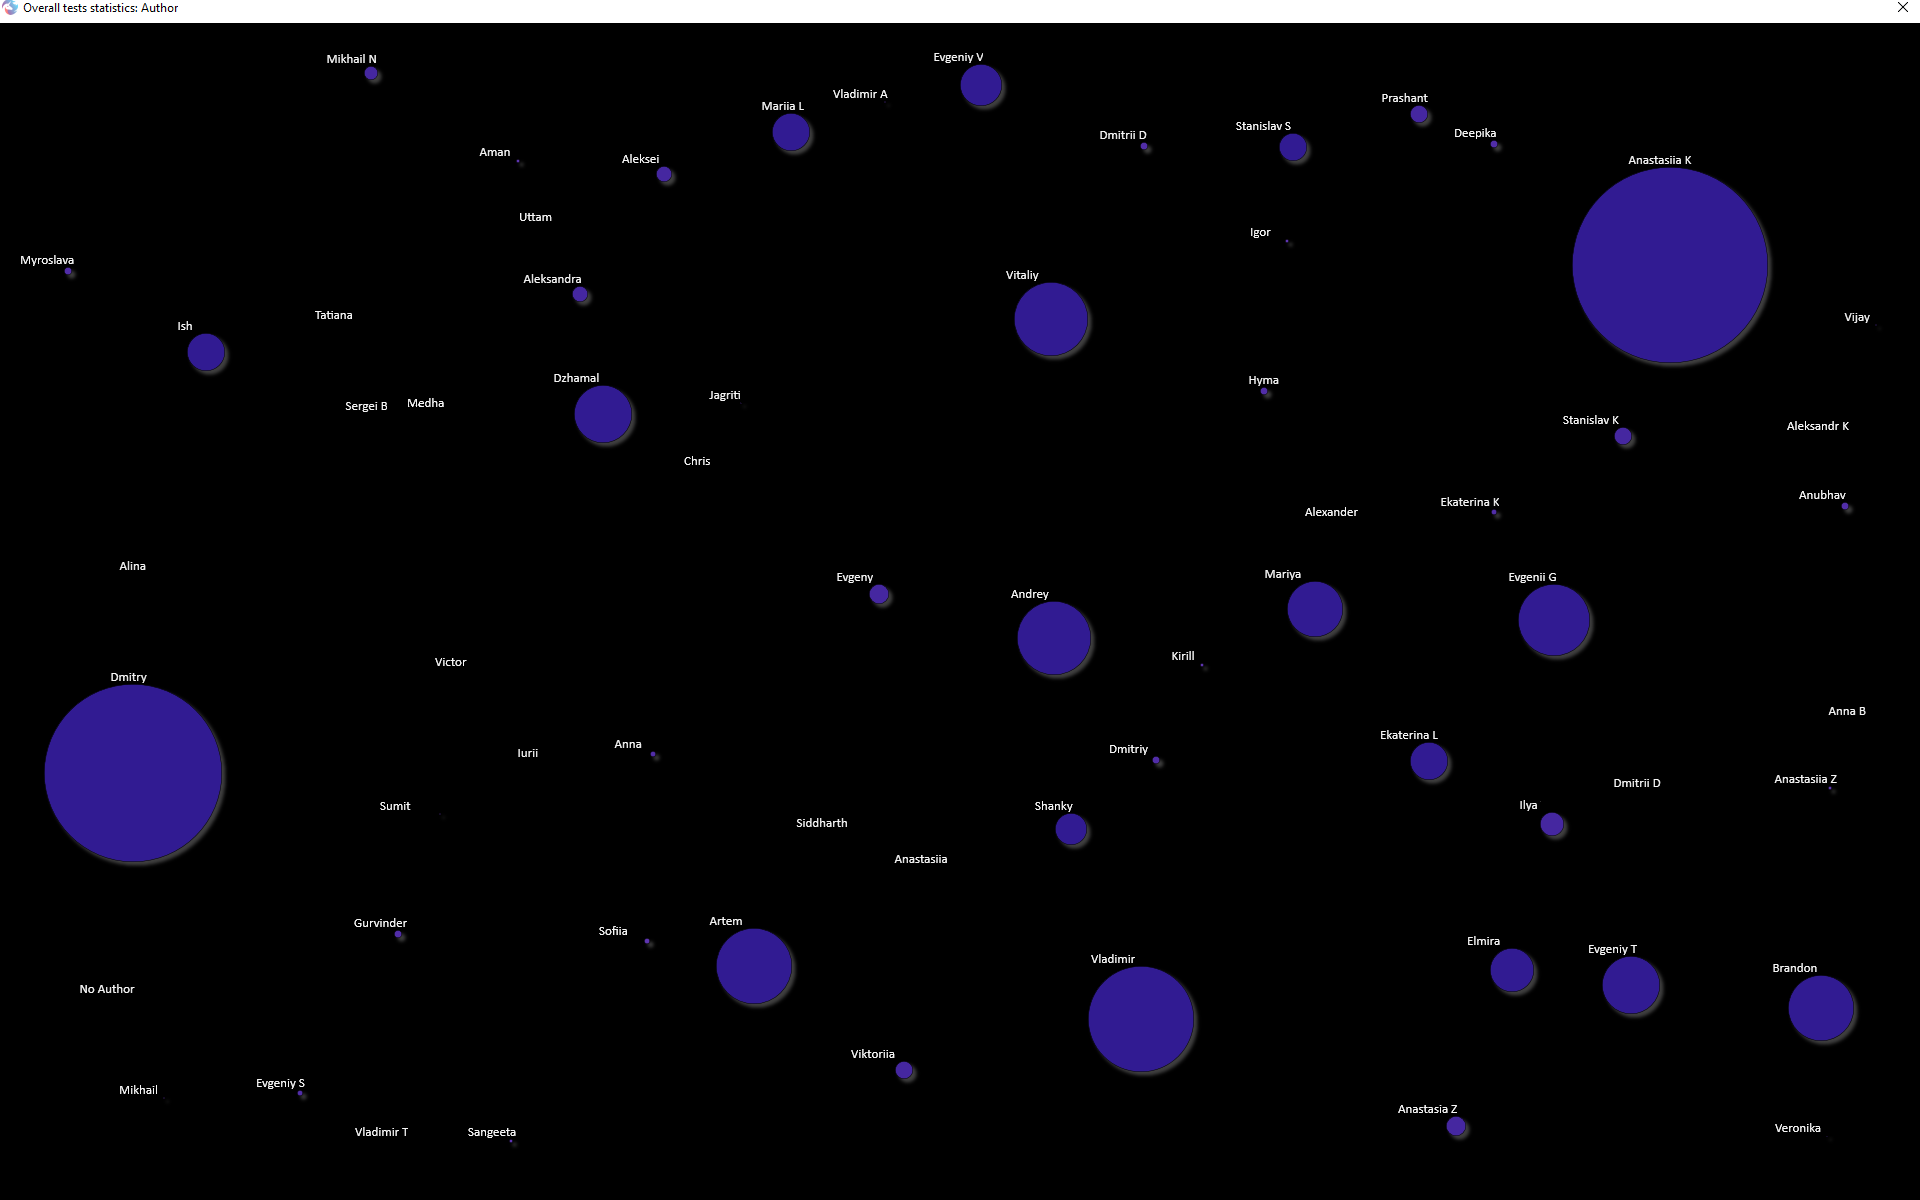 Overall tests statistics: Author
Mikhail N
Evgeniy V
Vladimir A
Prashant
Mariia L
Stanislav S
Deepika
Dmitrii D
Aman
Aleksei
Anastasiia K
Uttam
Igor
Myroslava
Vitaliy
Aleksandra
Tatiana
Vijay
Ish
Dzhamal
Hyma
Jagriti
Medha
Sergei B
Stanislav K
Aleksandr K
Chris
Anubhav
Ekaterina K
Alexander
Alina
Mariya
Evgeny
Evgenii G
Andrey
Kirill
Victor
Dmitry
Anna B
Ekaterina L
Anna
Dmitriy
Iurii
Anastasiia Z
Dmitrii D
Ilya
Sumit
Shanky
Siddharth
Anastasiia
Artem
Gurvinder
Sofiia
Elmira
Evgeniy T
Vladimir
Brandon
No Author
Viktoriia
Evgeniy S
Mikhail
Anastasia Z
Veronika
Vladimir T
Sangeeta